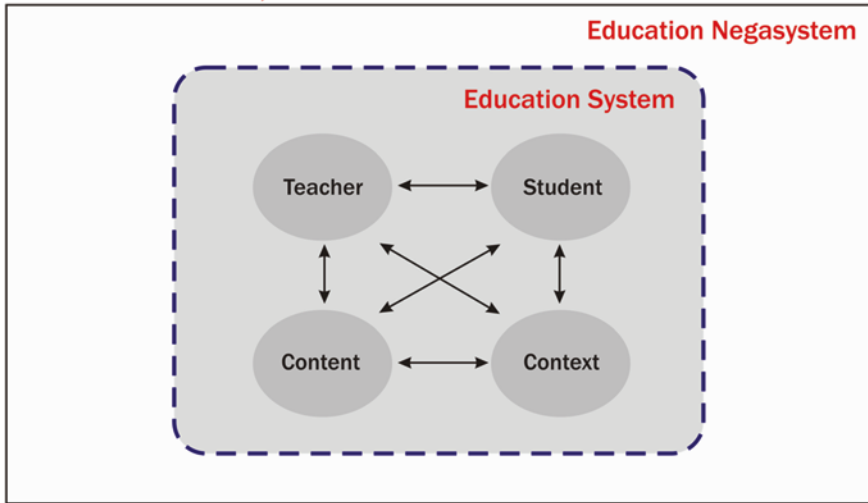 Education Negasystem
Education System
Teacher
Student
Content
Context